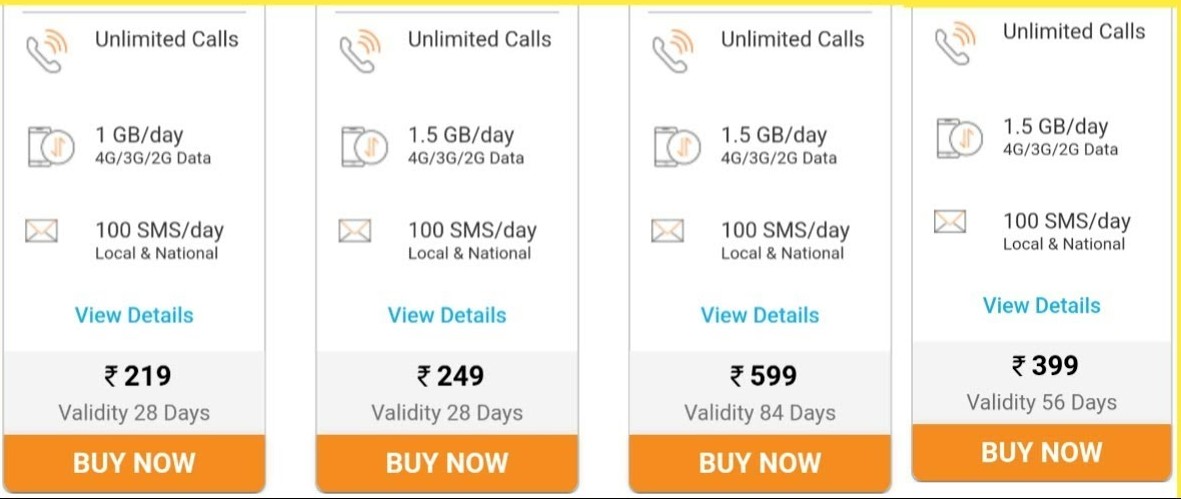 Unlimited Calls
1 GB/day
4G/3G/2G Data
100 SMS/day
Local & National
View Details
₹ 219
Validity 28 Days
BUY NOW
Unlimited Calls
1.5 GB/day
4G/3G/2G Data
100 SMS/day
Local & National
View Details
₹ 249
Validity 28 Days
BUY NOW
Unlimited Calls
1.5 GB/day
4G/3G/2G Data
100 SMS/day
Local & National
View Details
₹ 599
Validity 84 Days
BUY NOW
Unlimited Calls
1.5 GB/day
4G/3G/2G Data
100 SMS/day
Local & National
View Details
₹ 399
Validity 56 Days
BUY NOW